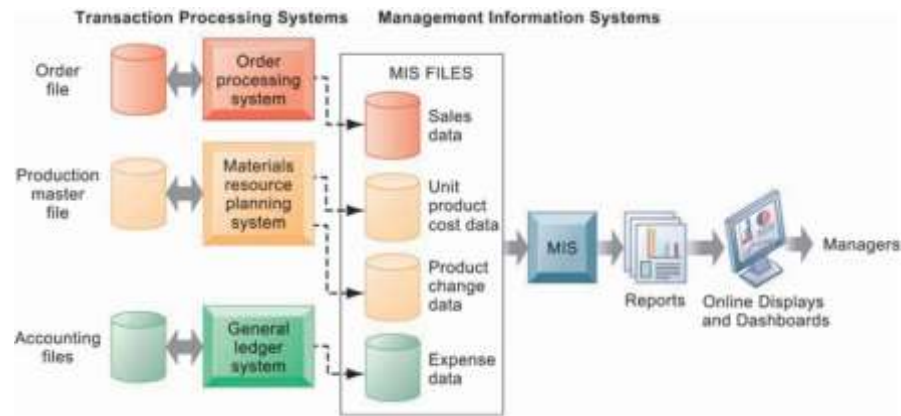 Transaction Processing Systems
Management Information Systems
Order
file
Order
processing
system
MIS FILES
Sales
data
Production
master
file
Materials
resource
planning
system
Unit
product
cost data
Product
change
data
MIS
Reports
Online Displays
and Dashboards
Managers
Accounting
files
General
ledger
system
Expense
data